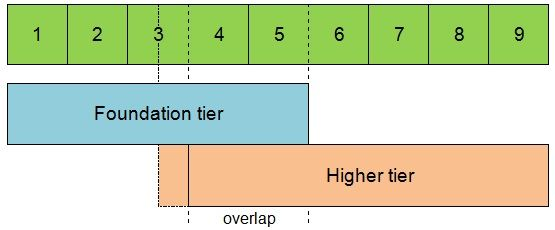 1 2 3 4 5 6 7 8 9
Foundation tier
Higher tier
overlap